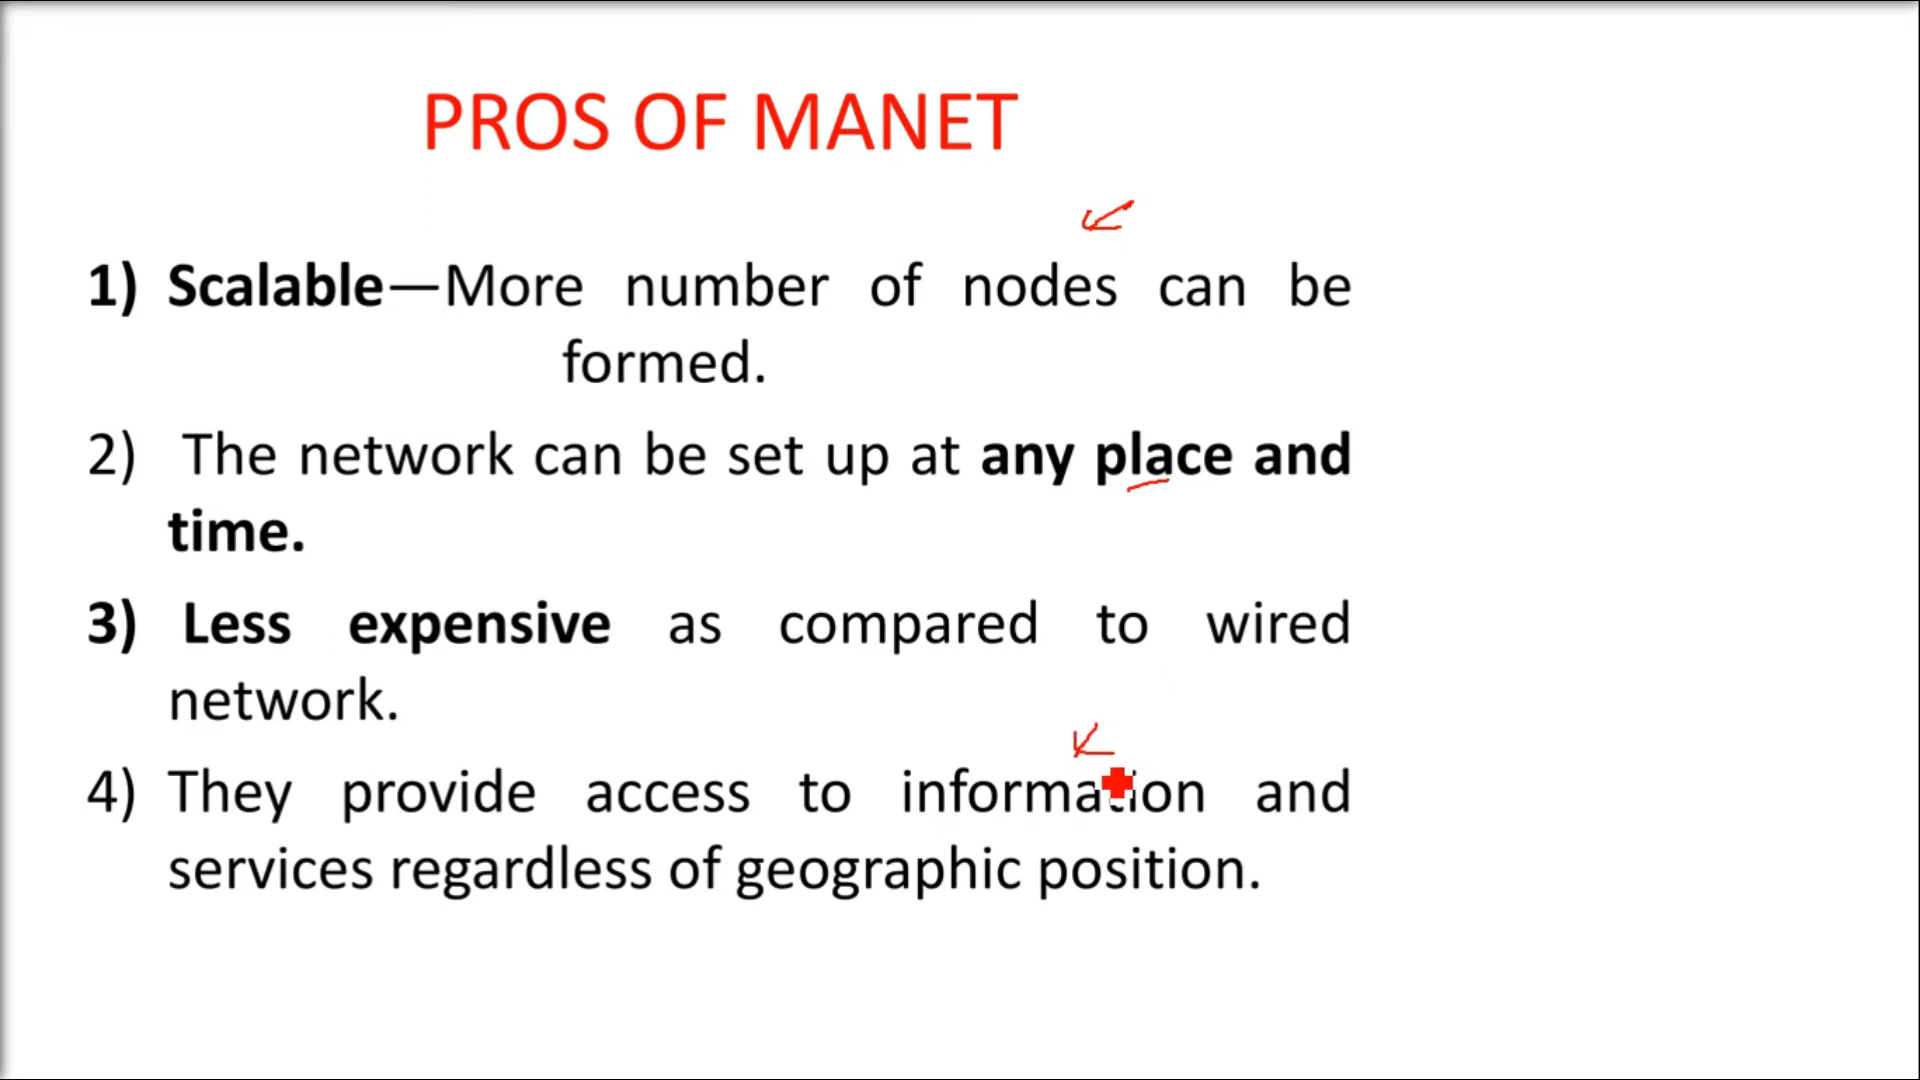 PROS OF MANET
1) Scalable—More number of nodes can be
formed.
2) The network can be set up at any place and
time.
3) Less expensive as compared to wired
network.
4) They provide access to information and
services regardless of geographic position.